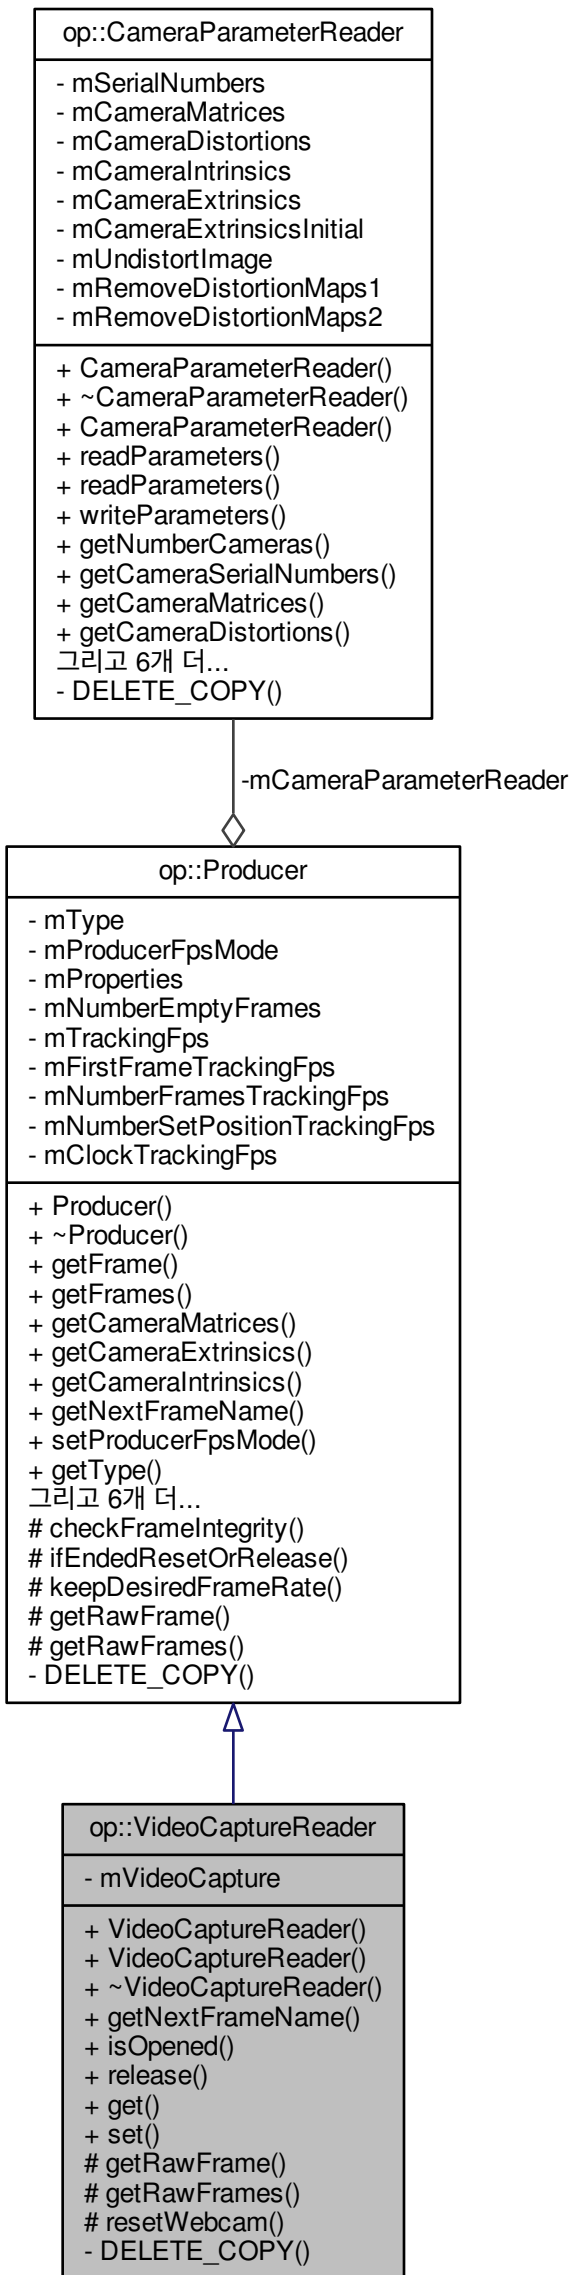 op::CameraParameterReader
- mSerialNumbers
- mCameraMatrices
- mCameraDistortions
- mCameraIntrinsics
- mCameraExtrinsics
- mCameraExtrinsicsInitial
- mUndistortImage
- mRemoveDistortionMaps1
- mRemoveDistortionMaps2
+ CameraParameterReader()
+ ~CameraParameterReader()
+ CameraParameterReader()
+ readParameters()
+ readParameters()
+ writeParameters()
+ getNumberCameras()
+ getCameraSerialNumbers()
+ getCameraMatrices()
+ getCameraDistortions()
그리고 6개 더...
- DELETE_COPY()
-mCameraParameterReader
op::Producer
- mType
- mProducerFpsMode
- mProperties
- mNumberEmptyFrames
- mTrackingFps
- mFirstFrameTrackingFps
- mNumberFramesTrackingFps
- mNumberSetPositionTrackingFps
- mClockTrackingFps
+ Producer()
+ ~Producer()
+ getFrame()
+ getFrames()
+ getCameraMatrices()
+ getCameraExtrinsics()
+ getCameraIntrinsics()
+ getNextFrameName()
+ setProducerFpsMode()
+ getType()
그리고 6개 더...
# checkFrameIntegrity()
# ifEndedResetOrRelease()
# keepDesiredFrameRate()
# getRawFrame()
# getRawFrames()
- DELETE_COPY()
op::VideoCaptureReader
- mVideoCapture
+ VideoCaptureReader()
+ VideoCaptureReader()
+ ~VideoCaptureReader()
+ getNextFrameName()
+ isOpened()
+ release()
+ get()
+ set()
# getRawFrame()
# getRawFrames()
# resetWebcam()
- DELETE_COPY()